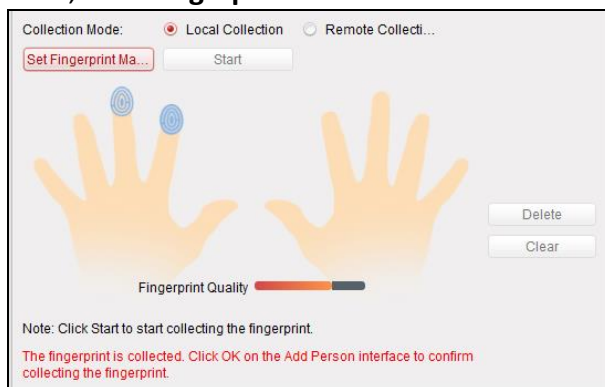 Collection Mode: Local Collection Remote Collecti...
Set Fingerprint Ma... Start
Delete
Clear
Fingerprint Quality
Note: Click Start to start collecting the fingerprint.
The fingerprint is collected. Click OK on the Add Person interface to confirm
collecting the fingerprint.